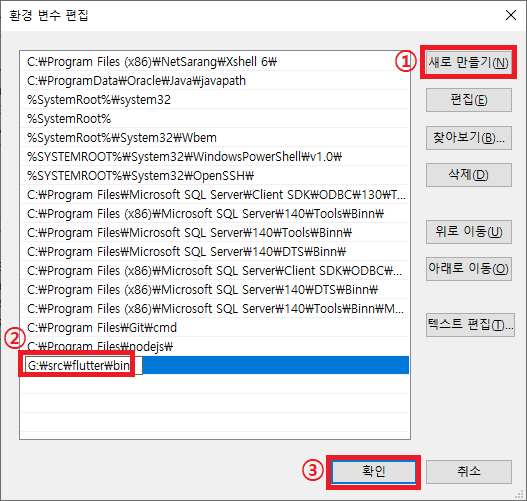 환경 변수 편집
C:₩Program Files (x86)₩NetSarang₩Xshell 6₩
① 새로 만들기(N)
C:₩ProgramData₩Oracle₩Java₩javapath
%SystemRoot%₩system32
편집(E)
%SystemRoot%
%SystemRoot%₩System32₩Wbem
찾아보기(B)...
%SYSTEMROOT%₩System32₩WindowsPowerShell₩v1.0₩
%SYSTEMROOT%₩System32₩OpenSSH₩
삭제(D)
C:₩Program Files₩Microsoft SQL Server₩Client SDK₩ODBC₩130₩T...
C:₩Program Files (x86)₩Microsoft SQL Server₩140₩Tools₩Binn₩
C:₩Program Files₩Microsoft SQL Server₩140₩Tools₩Binn₩
위로 이동(U)
C:₩Program Files₩Microsoft SQL Server₩140₩DTS₩Binn₩
C:₩Program Files (x86)₩Microsoft SQL Server₩Client SDK₩ODBC₩...
아래로 이동(O)
C:₩Program Files (x86)₩Microsoft SQL Server₩140₩DTS₩Binn₩
C:₩Program Files (x86)₩Microsoft SQL Server₩140₩Tools₩Binn₩M...
C:₩Program Files₩Git₩cmd
텍스트 편집(T)...
C:₩Program Files₩nodejs₩
② G:₩src₩flutter₩bin
③ 확인
취소